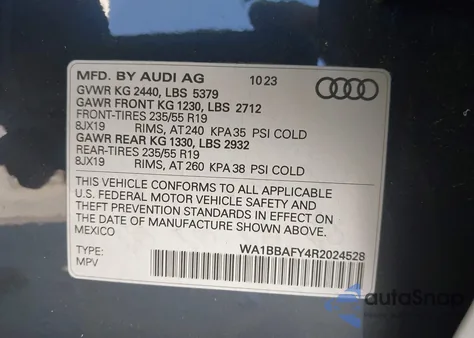 MFD. BY AUDI AG 10 23
GVWR KG 2440, LBS 5379
GAWR FRONT KG 1230, LBS 2712
FRONT-TIRES 235/55 R19
8JX19 RIMS, AT 240 KPA 35 PSI COLD
GAWR REAR KG 1330, LBS 2932
REAR-TIRES 235/55 R19
8JX19 RIMS, AT 260 KPA 38 PSI COLD
THIS VEHICLE CONFORMS TO ALL APPLICABLE
U.S. FEDERAL MOTOR VEHICLE SAFETY AND
THEFT PREVENTION STANDARDS IN EFFECT ON
THE DATE OF MANUFACTURE SHOWN ABOVE.
MEXICO
WA1BBAFY4R2024528
TYPE:
MPV
autoSnap